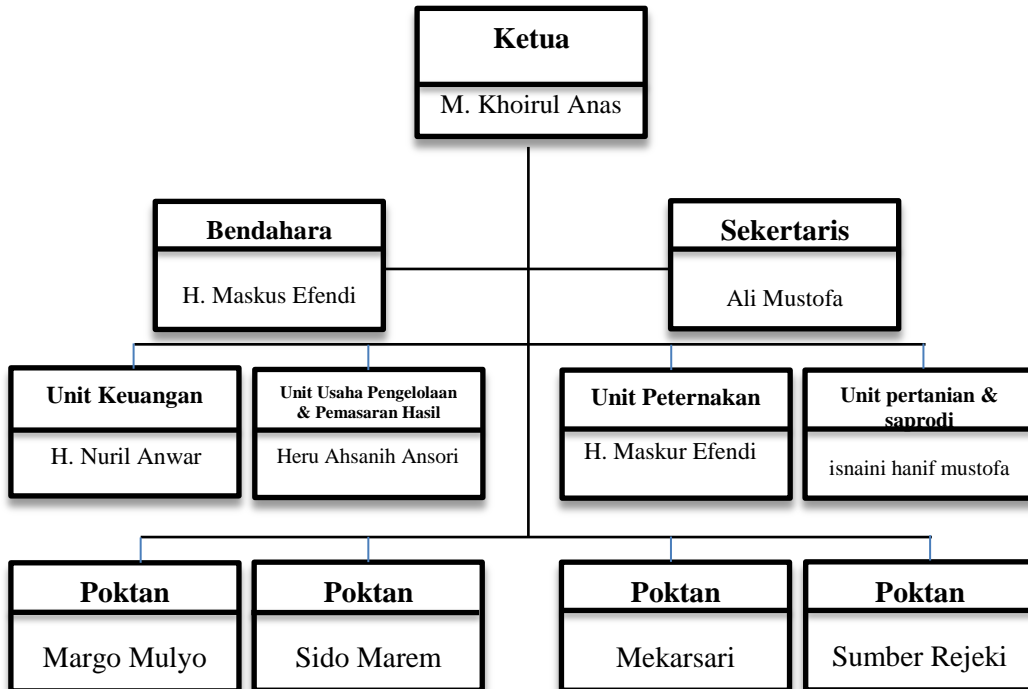 Ketua
M. Khoirul Anas
Bendahara
H. Maskus Efendi
Sekertaris
Ali Mustofa
Unit Keuangan
H. Nuril Anwar
Unit Usaha Pengelolaan
& Pemasaran Hasil
Heru Ahsanih Ansori
Unit Peternakan
H. Maskur Efendi
Unit pertanian &
saprodi
isnaini hanif mustofa
Poktan
Margo Mulyo
Poktan
Sido Marem
Poktan
Mekarsari
Poktan
Sumber Rejeki